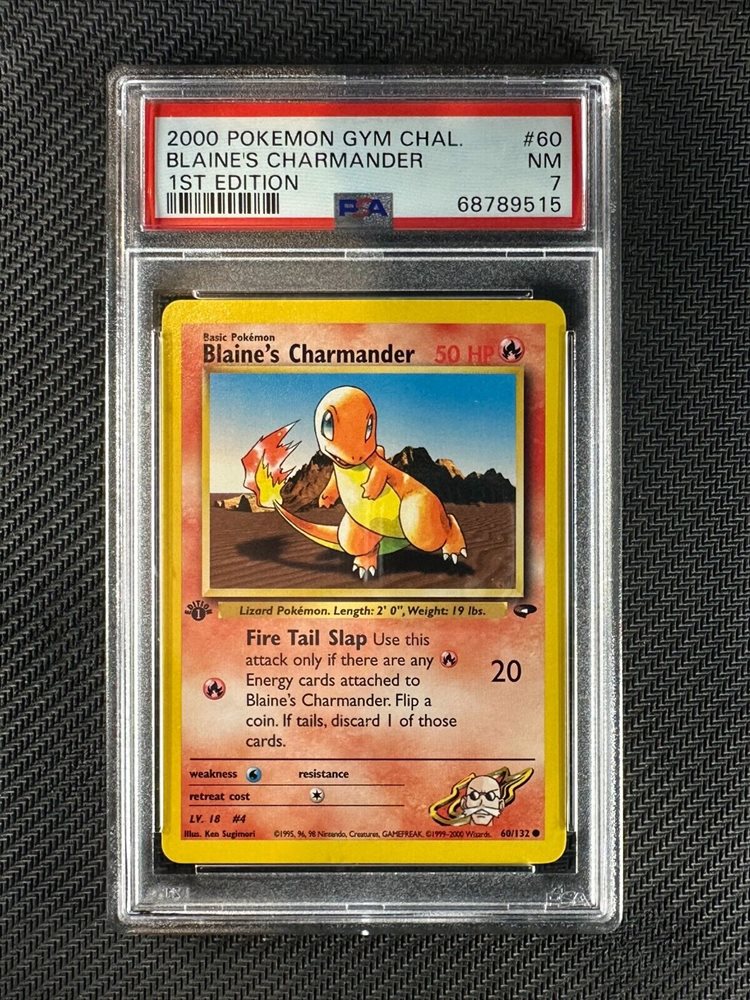 2000 POKEMON GYM CHAL. #60
BLAINE'S CHARMANDER NM
1ST EDITION 7
PSA 68789515
Basic Pokémon
Blaine's Charmander 50 HP
EDITION
1
Lizard Pokémon. Length: 2' 0", Weight: 19 lbs.
Fire Tail Slap Use this
attack only if there are any
Energy cards attached to
Blaine's Charmander. Flip a
coin. If tails, discard 1 of those
cards.
20
weakness resistance
retreat cost
LV. 18 #4
Illus. Ken Sugimori ©1995, 96, 98 Nintendo, Creatures, GAMEFREAK. ©1999-2000 Wizards. 60/132